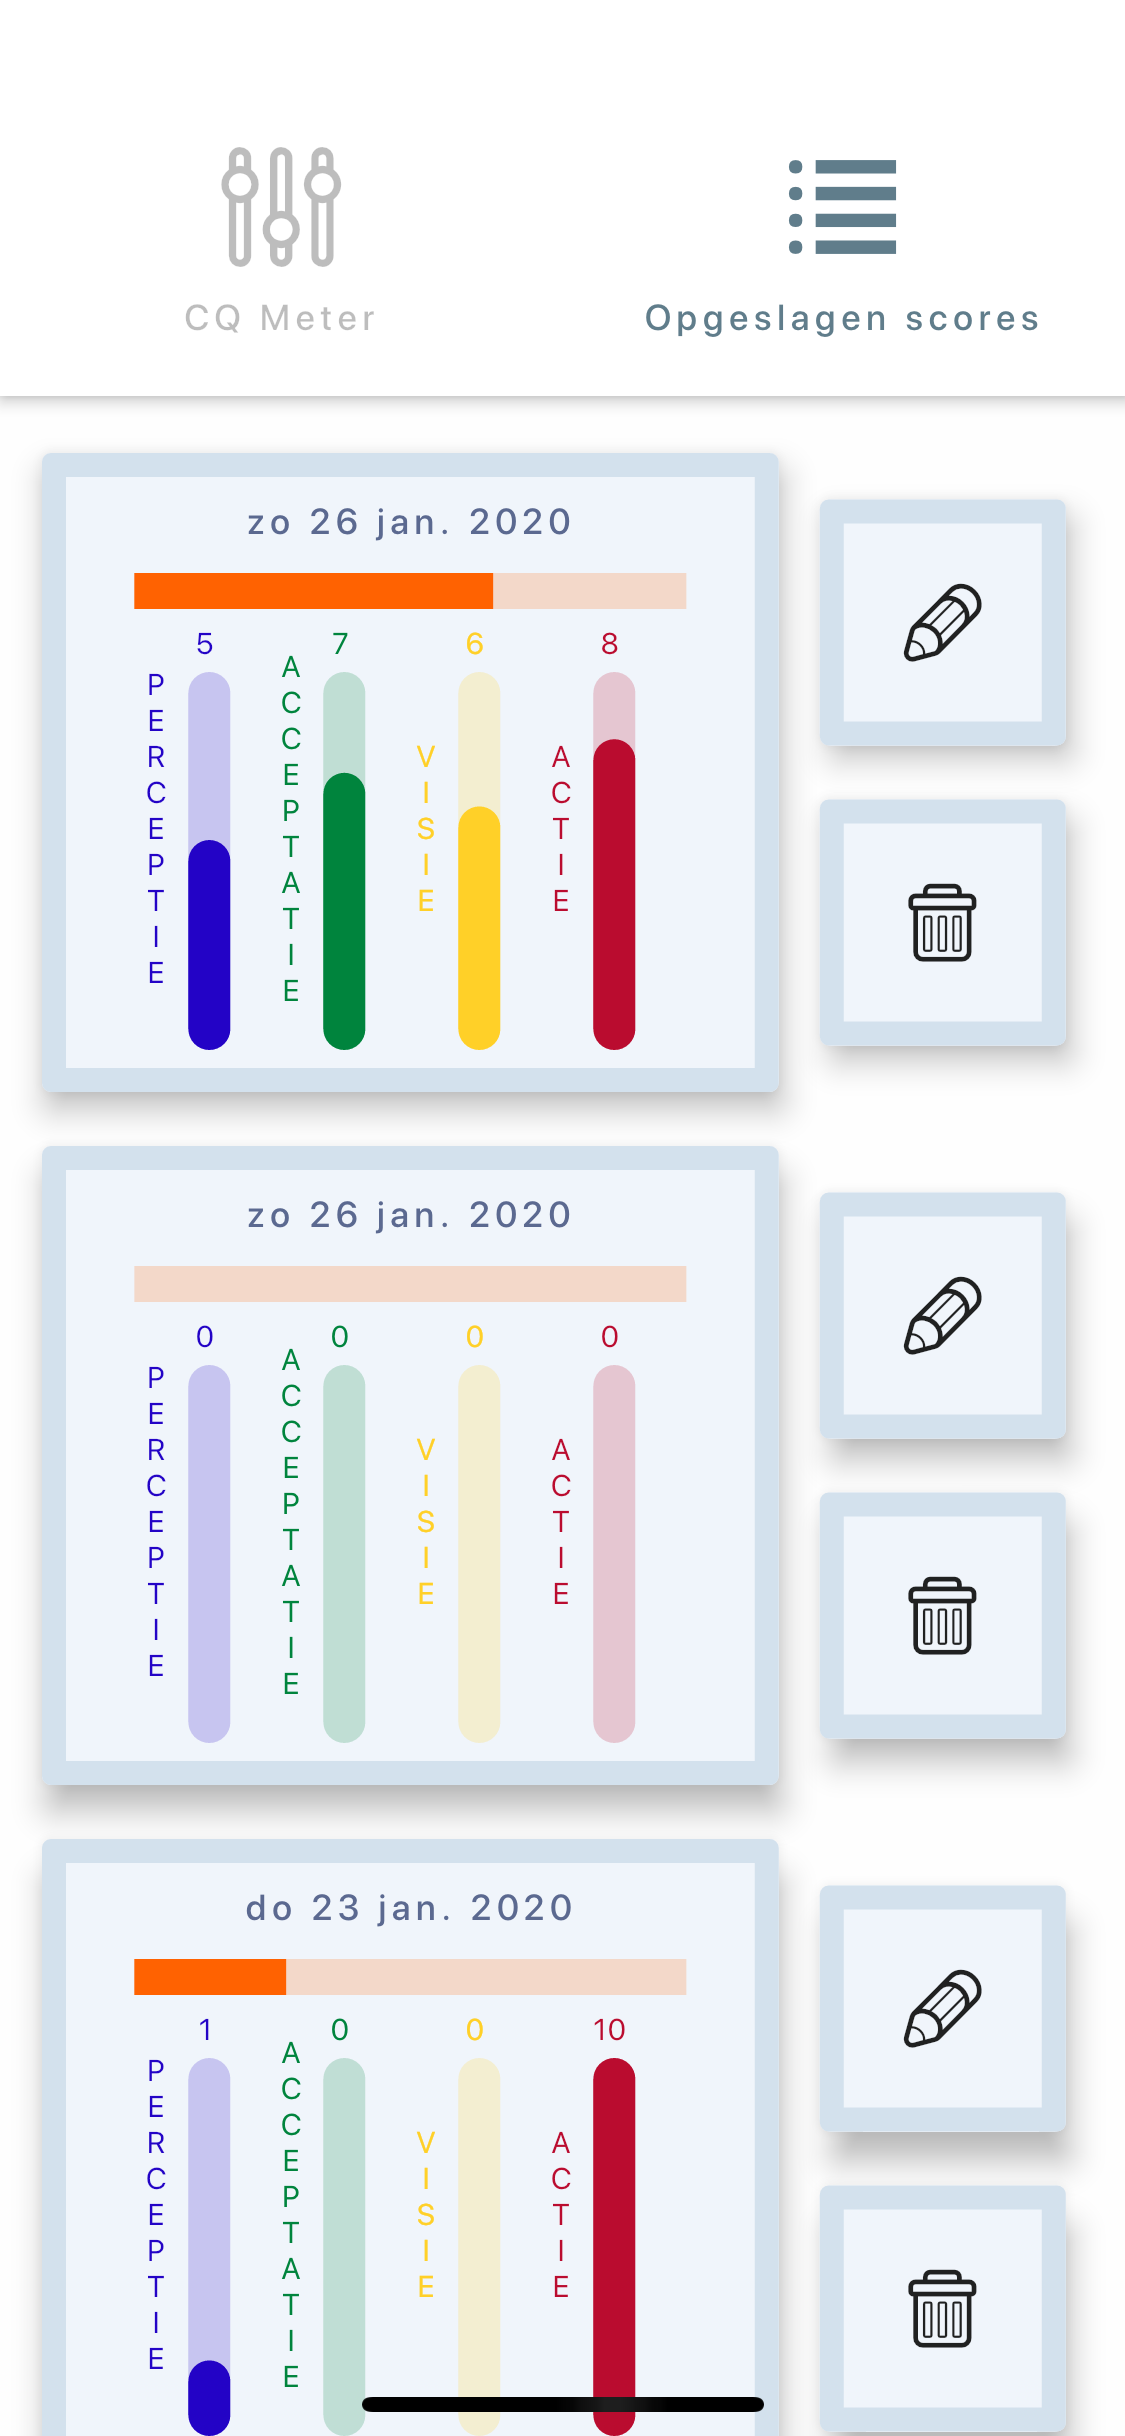 CQ Meter
Opgeslagen scores
zo 26 jan. 2020
5 7 6 8
PERCEPTIE
ACCEPTATIE
VISIE
ACTIE
zo 26 jan. 2020
0 0 0 0
PERCEPTIE
ACCEPTATIE
VISIE
ACTIE
do 23 jan. 2020
1 0 0 10
PERCEPTIE
ACCEPTATIE
VISIE
ACTIE